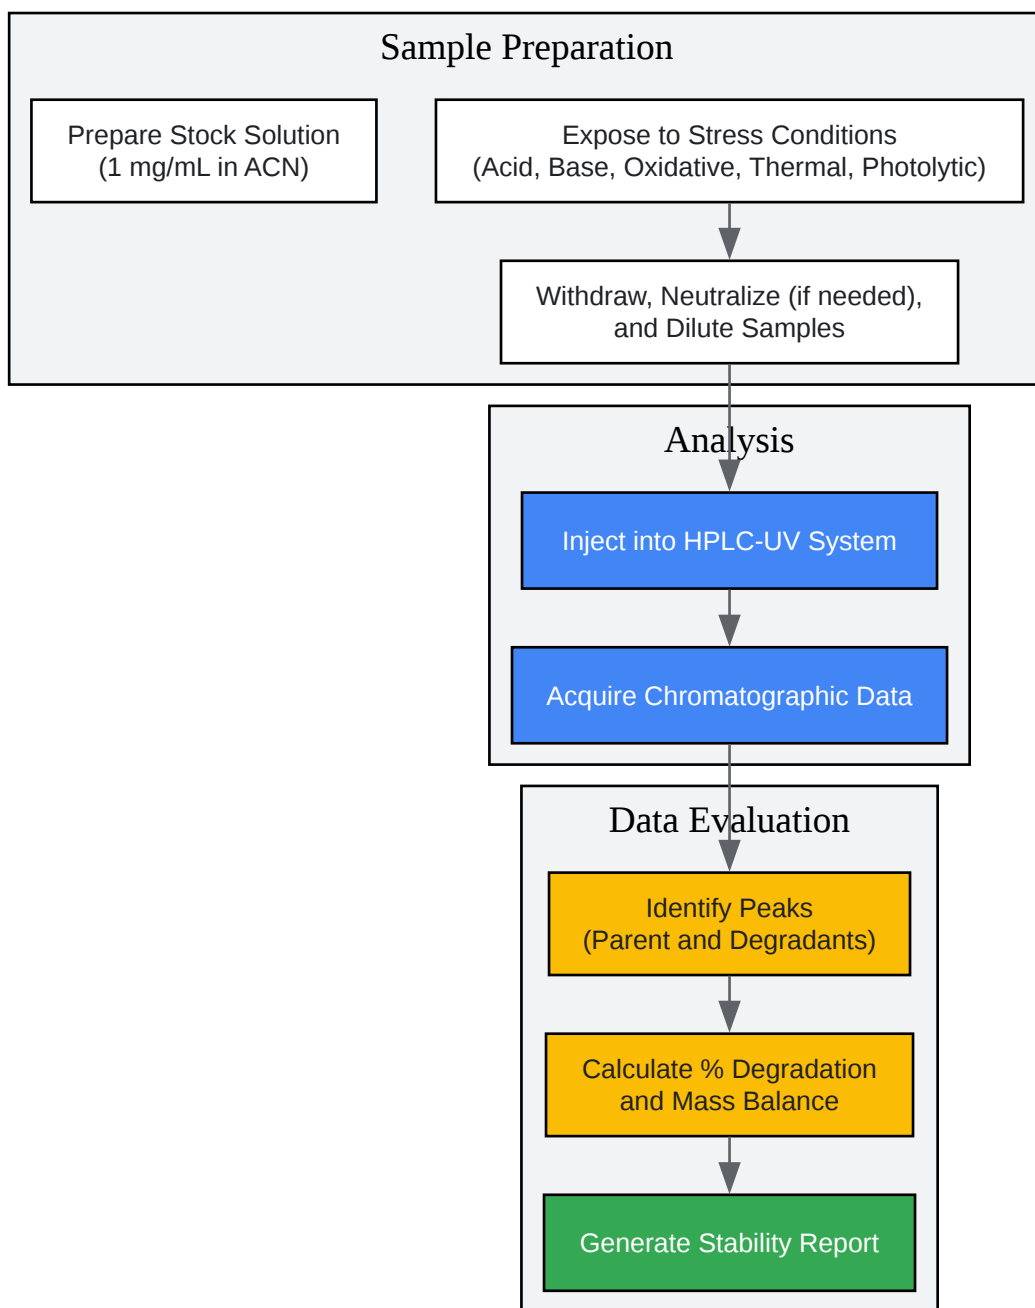 Sample Preparation
Prepare Stock Solution
(1 mg/mL in ACN)
Expose to Stress Conditions
(Acid, Base, Oxidative, Thermal, Photolytic)
Withdraw, Neutralize (if needed),
and Dilute Samples
Analysis
Inject into HPLC-UV System
Acquire Chromatographic Data
Data Evaluation
Identify Peaks
(Parent and Degradants)
Calculate % Degradation
and Mass Balance
Generate Stability Report